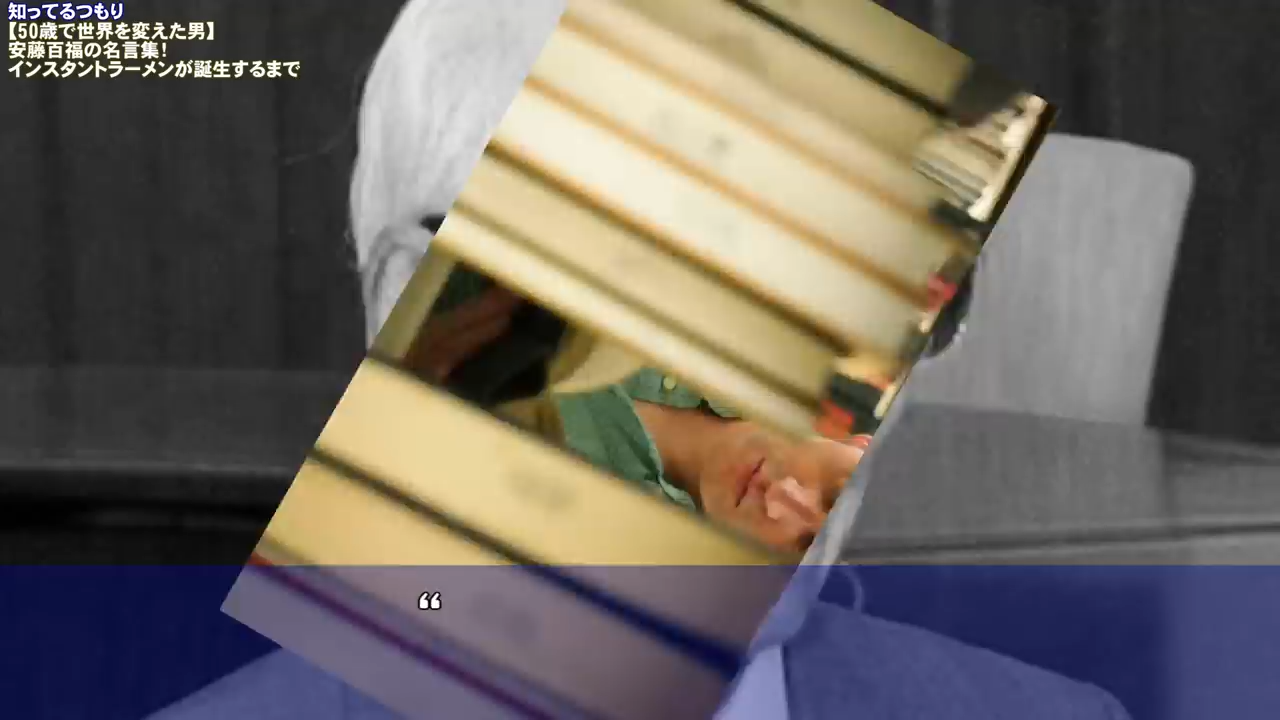 知ってるつもり
【50歳で世界を変えた男】
安藤百福の名言集!
インスタントラーメンが誕生するまで
“